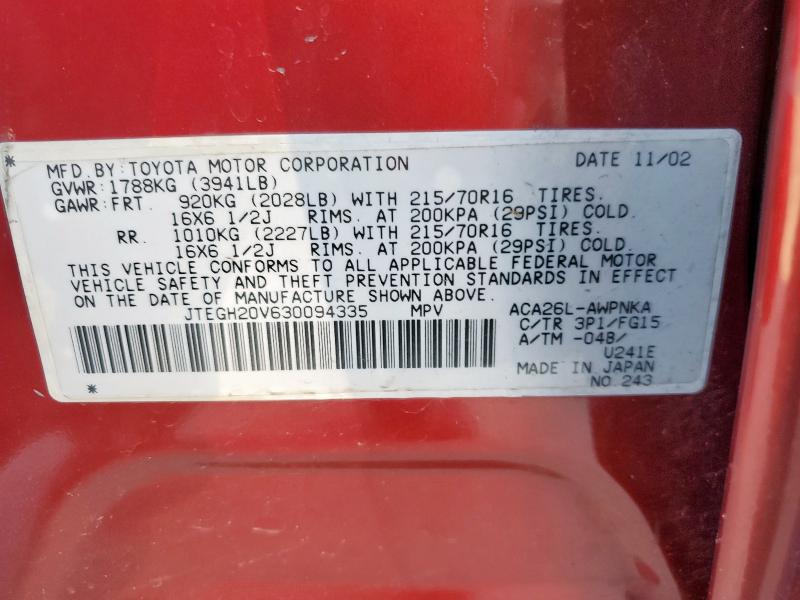 MFD.BY:TOYOTA MOTOR CORPORATION DATE 11/02
GVWR:1788KG (3941LB)
GAWR:FRT. 920KG (2028LB) WITH 215/70R16 TIRES.
16X6 1/2J RIMS. AT 200KPA (29PSI) COLD.
RR. 1010KG (2227LB) WITH 215/70R16 TIRES.
16X6 1/2J RIMS. AT 200KPA (29PSI) COLD.
THIS VEHICLE CONFORMS TO ALL APPLICABLE FEDERAL MOTOR
VEHICLE SAFETY AND THEFT PREVENTION STANDARDS IN EFFECT
ON THE DATE OF MANUFACTURE SHOWN ABOVE.
JTEGH20V630094335 MPV ACA26L-AWPNKA
C/TR 3P1/FG15
A/TM -04B/
U241E
MADE IN JAPAN
NO.243